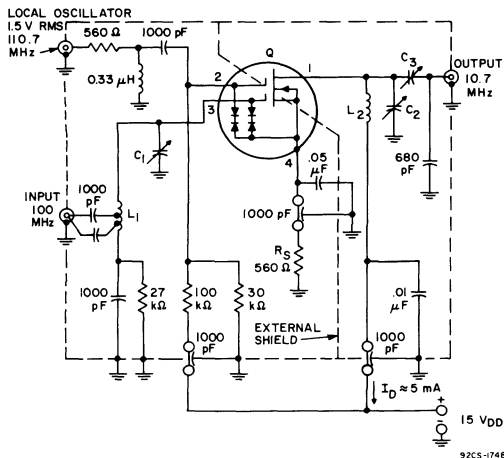 LOCAL OSCILLATOR
1.5 V RMS
110.7
MHz
560 Ω
1000 pF
0.33 μH
Q
1
2
3
4
C3
OUTPUT
10.7
MHz
L2
C2
C1
.05
μF
680
pF
1000
pF
L1
INPUT
100
MHz
1000 pF
RS
560 Ω
1000
pF
27
kΩ
100
kΩ
30
kΩ
.01
μF
1000
pF
EXTERNAL
SHIELD
1000
pF
ID ≈ 5 mA
+
-
15 VDD